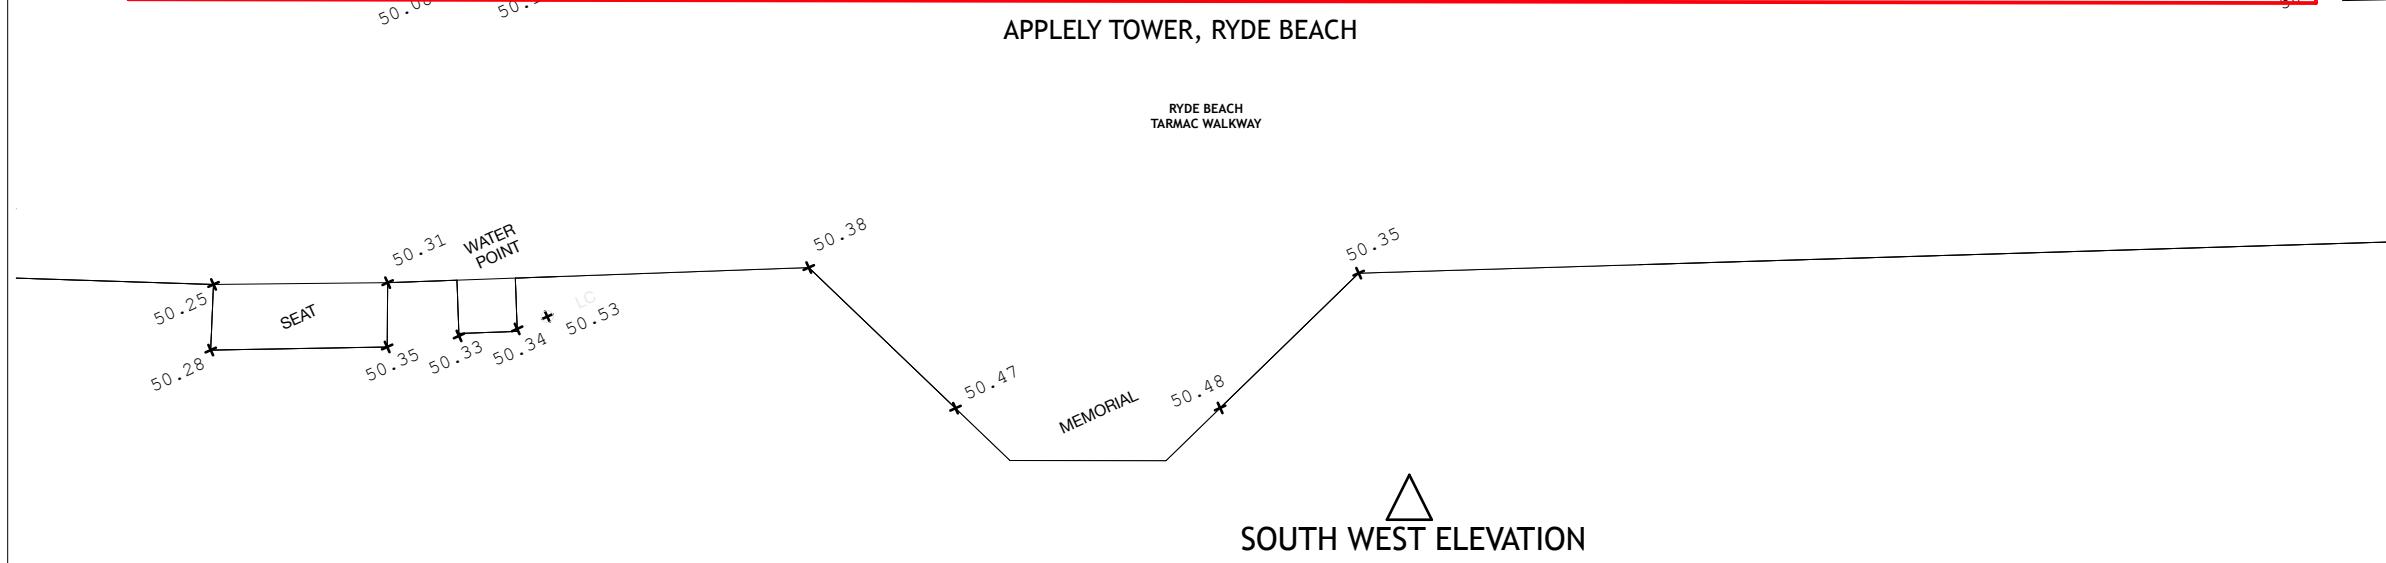 APPLELY TOWER, RYDE BEACH
RYDE BEACH
TARMAC WALKWAY
50.38
50.35
50.31
WATER
POINT
50.25
SEAT
LC
50.53
50.28
50.35
50.33
50.34
50.47
MEMORIAL
50.48
SOUTH WEST ELEVATION